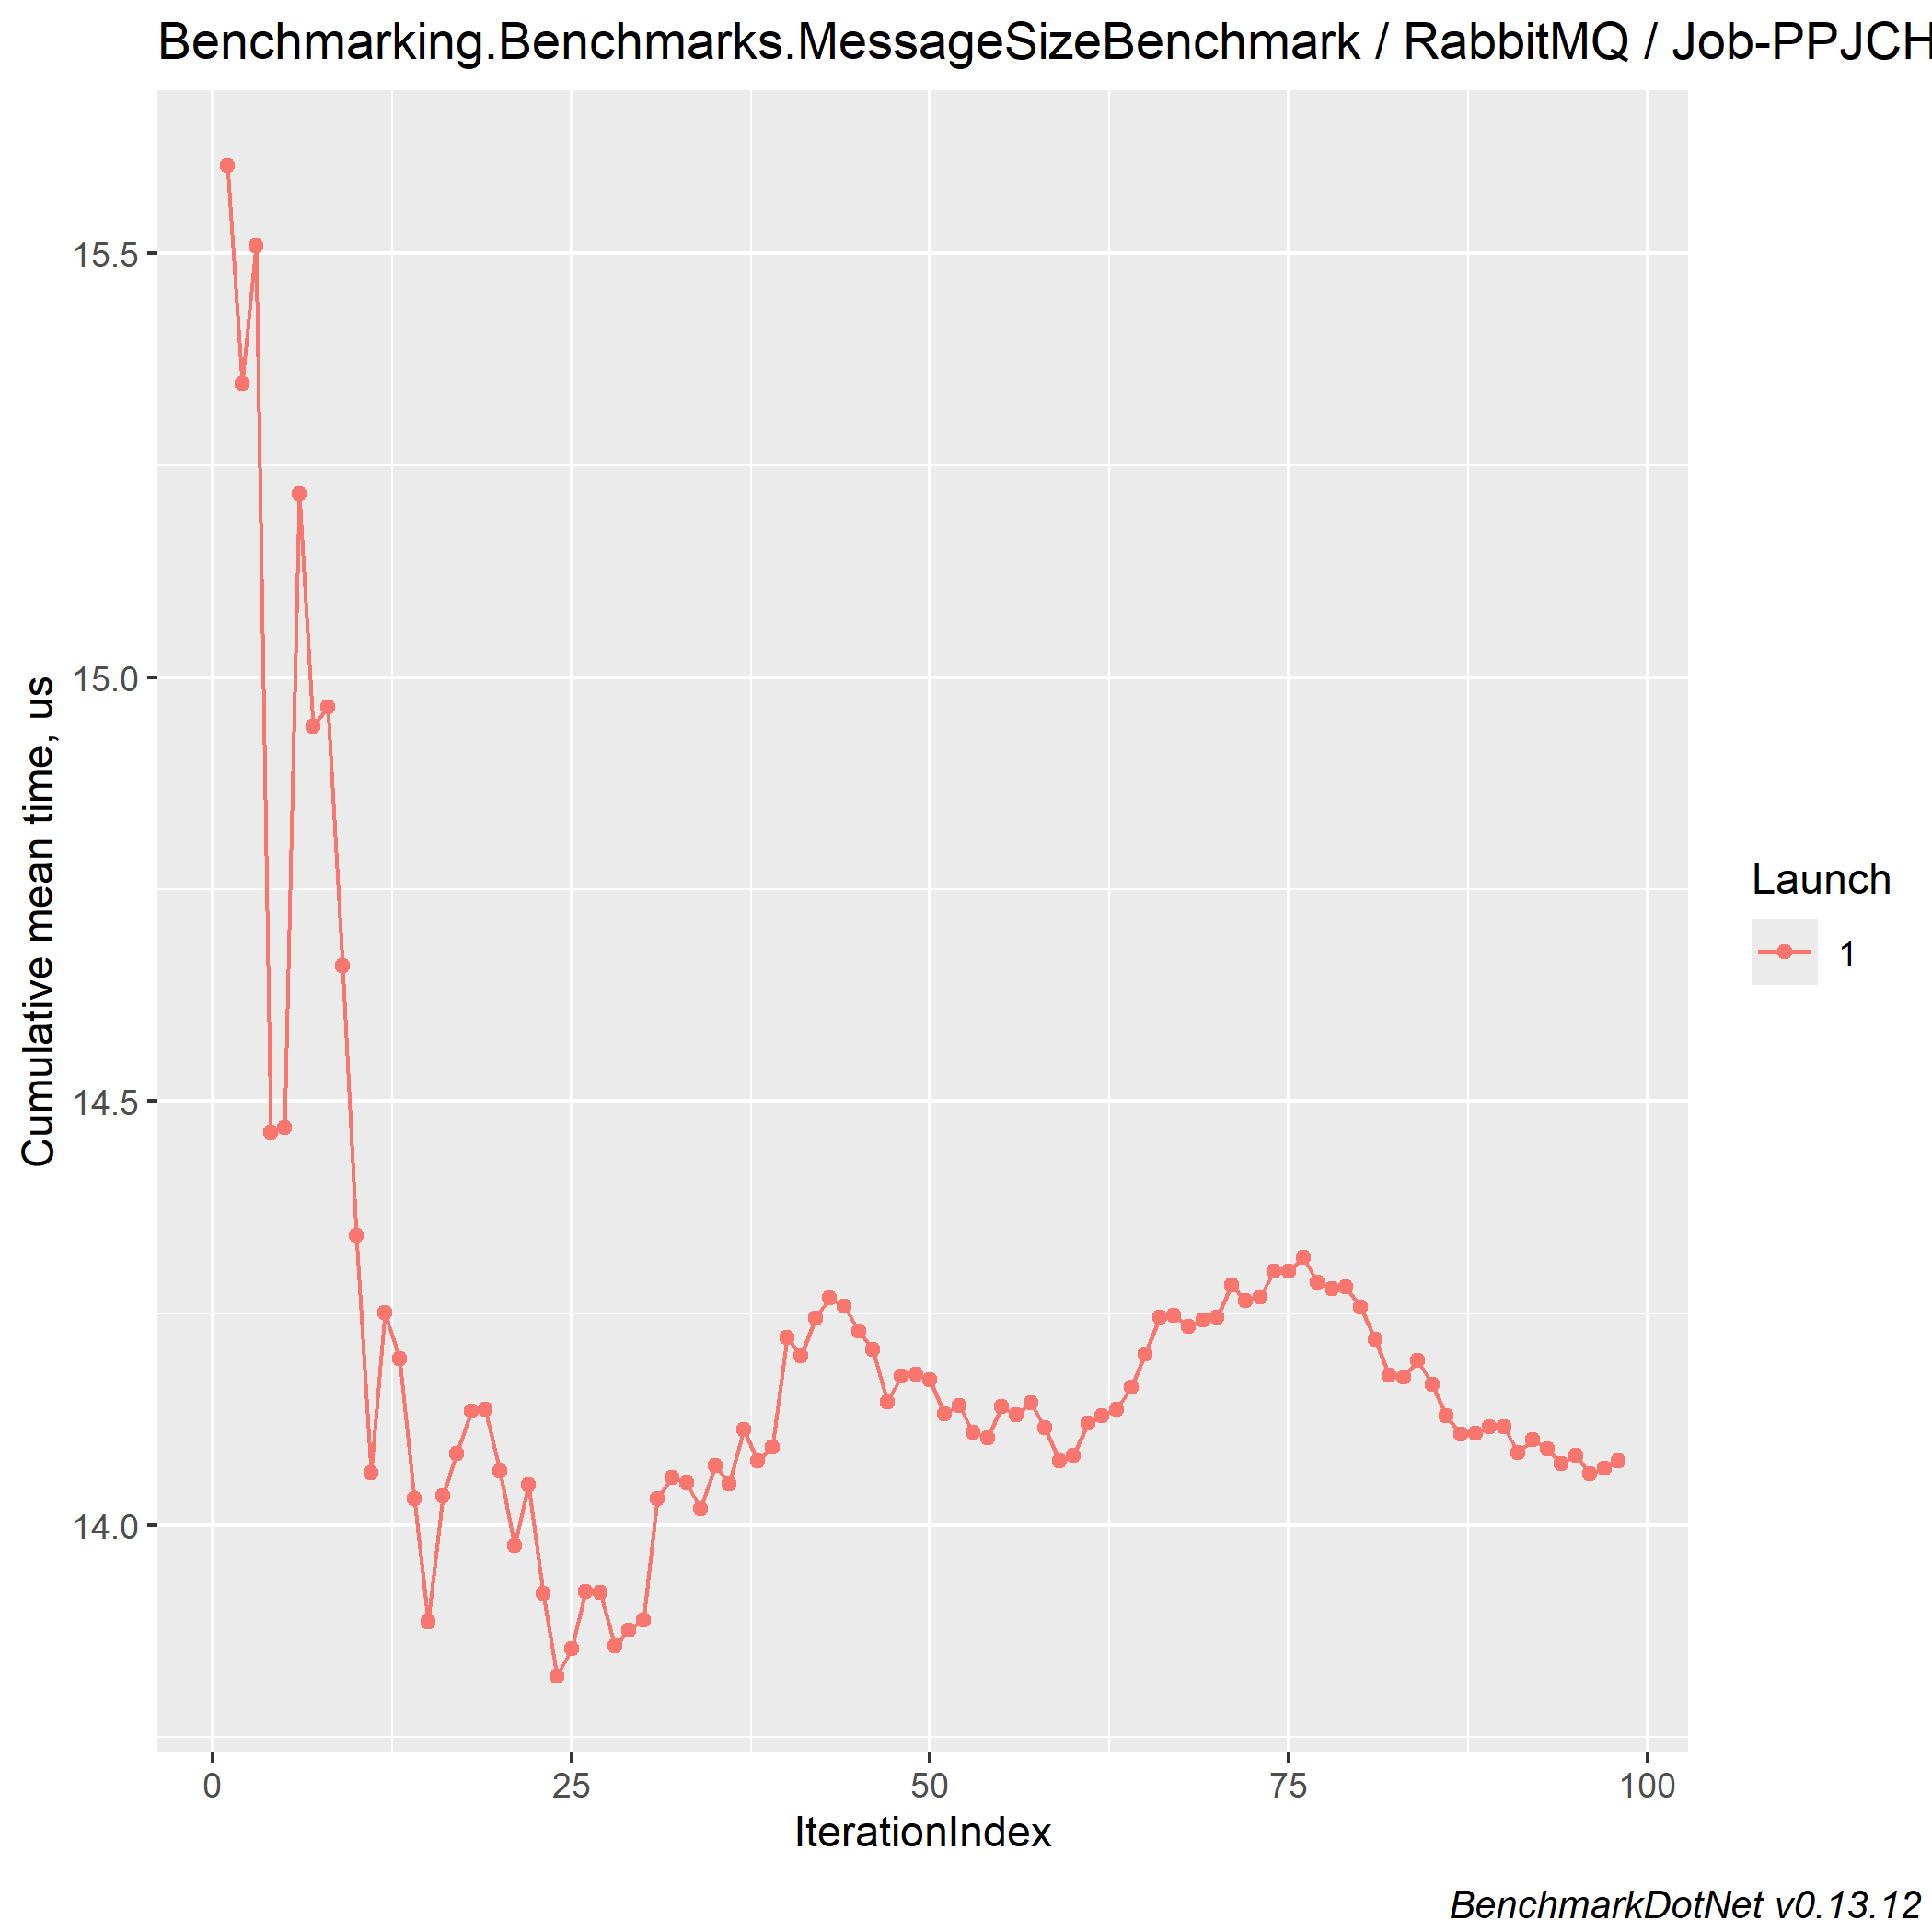 Benchmarking.Benchmarks.MessageSizeBenchmark / RabbitMQ / Job-PPJCH
Cumulative mean time, us
15.5
15.0
14.5
14.0
0 25 50 75 100
IterationIndex
Launch
1
BenchmarkDotNet v0.13.12